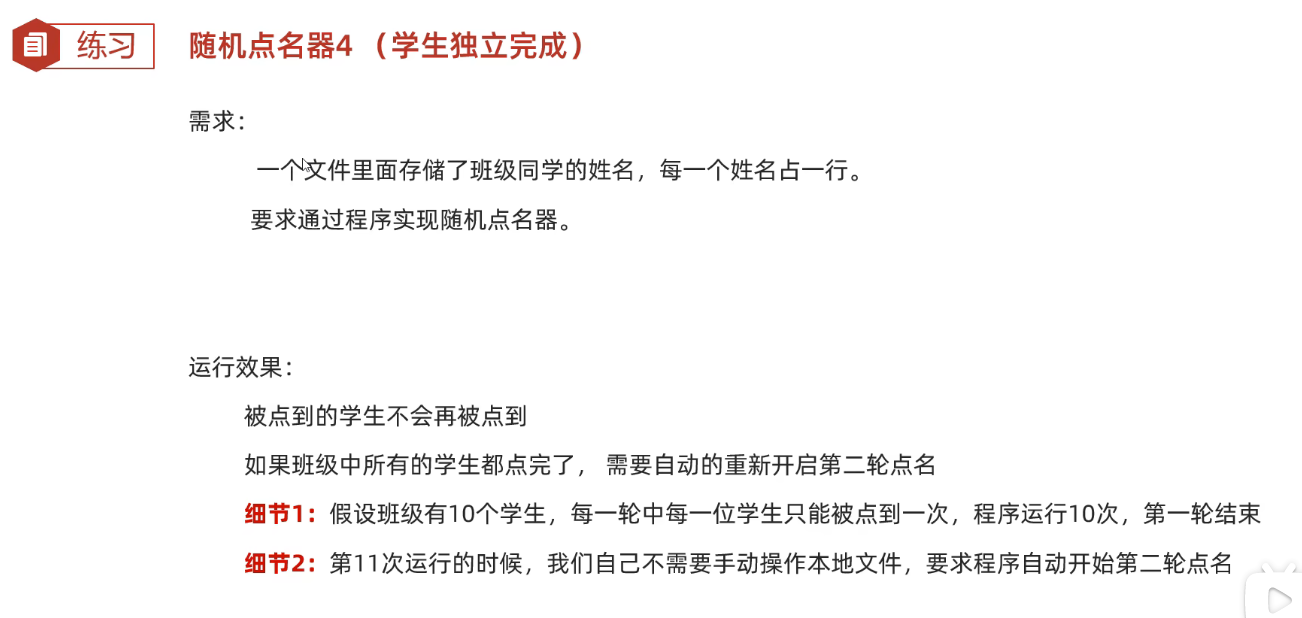 练习
随机点名器4 （学生独立完成）
需求：
一个文件里面存储了班级同学的姓名，每一个姓名占一行。
要求通过程序实现随机点名器。
运行效果：
被点到的学生不会再被点到
如果班级中所有的学生都点完了， 需要自动的重新开启第二轮点名
细节1：假设班级有10个学生，每一轮中每一位学生只能被点到一次，程序运行10次，第一轮结束
细节2：第11次运行的时候，我们自己不需要手动操作本地文件，要求程序自动开始第二轮点名